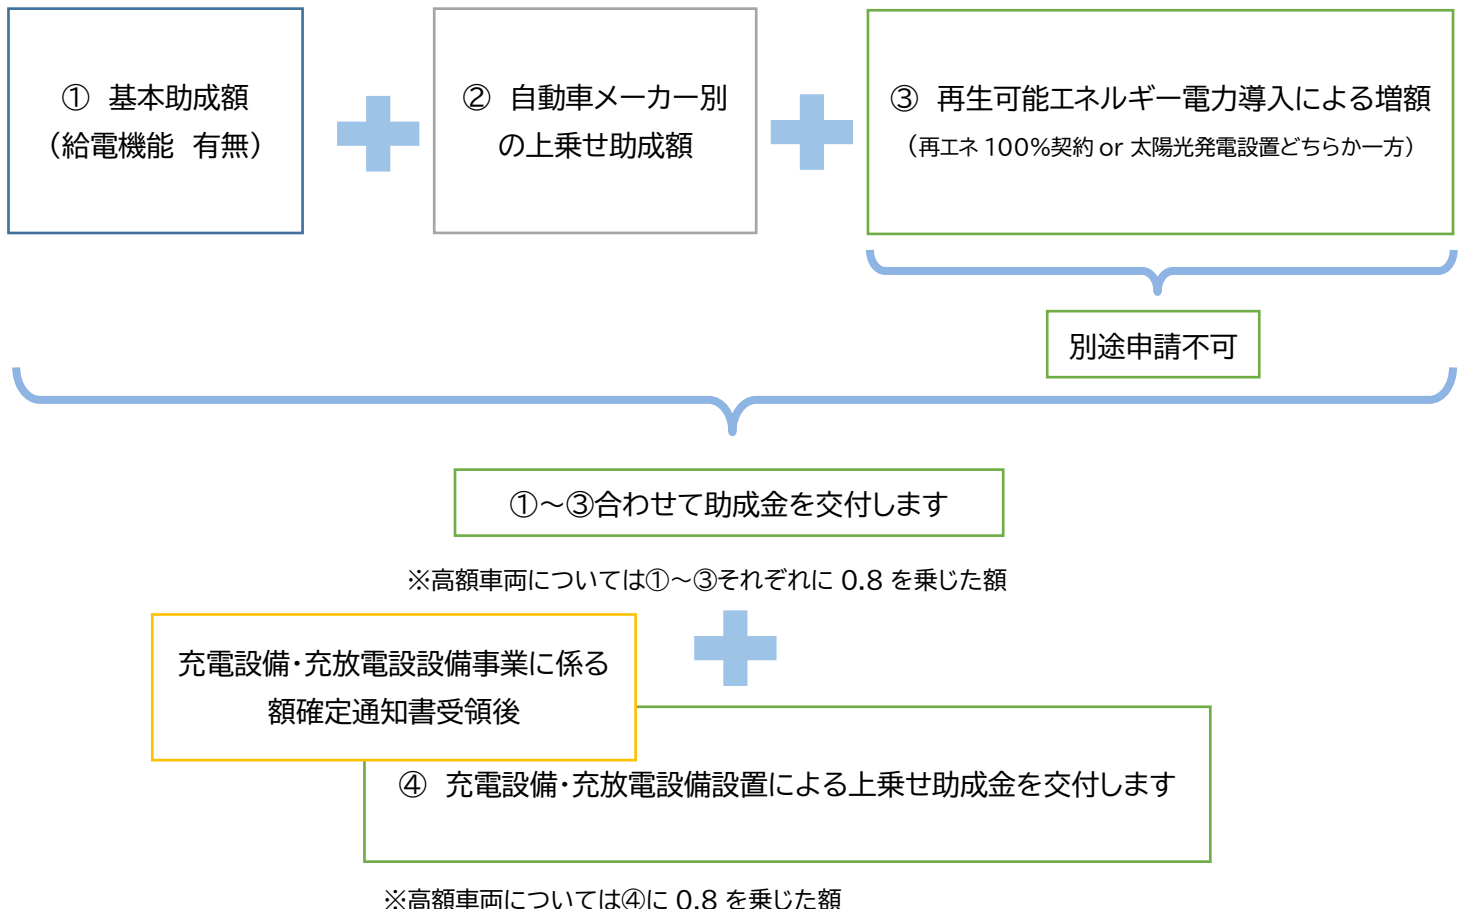 ① 基本助成額
（給電機能 有無）
② 自動車メーカー別
の上乗せ助成額
③ 再生可能エネルギー電力導入による増額
（再エネ 100%契約 or 太陽光発電設置どちらか一方）
別途申請不可
①～③合わせて助成金を交付します
※高額車両については①～③それぞれに 0.8 を乗じた額
充電設備・充放電設設備事業に係る
額確定通知書受領後
④ 充電設備・充放電設備設置による上乗せ助成金を交付します
※高額車両については④に 0.8 を乗じた額